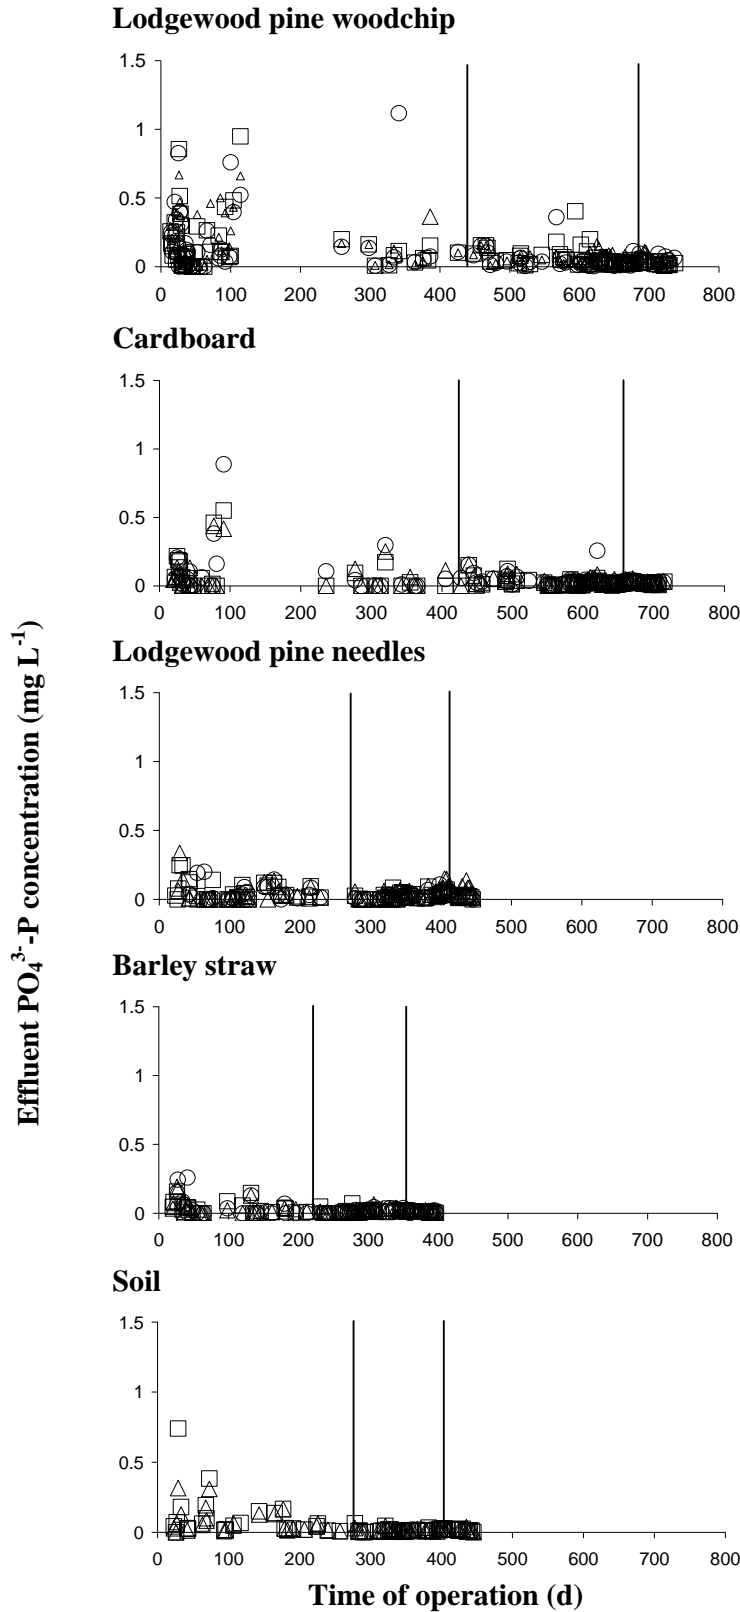 Lodgewood pine woodchip
1.5
1
0.5
0
0 100 200 300 400 500 600 700 800
Cardboard
1.5
1
0.5
0
0 100 200 300 400 500 600 700 800
Lodgewood pine needles
1.5
1
0.5
0
0 100 200 300 400 500 600 700 800
Barley straw
1.5
1
0.5
0
0 100 200 300 400 500 600 700 800
Soil
1.5
1
0.5
0
0 100 200 300 400 500 600 700 800
Time of operation (d)
Effluent PO₄³⁻-P concentration (mg L⁻¹)